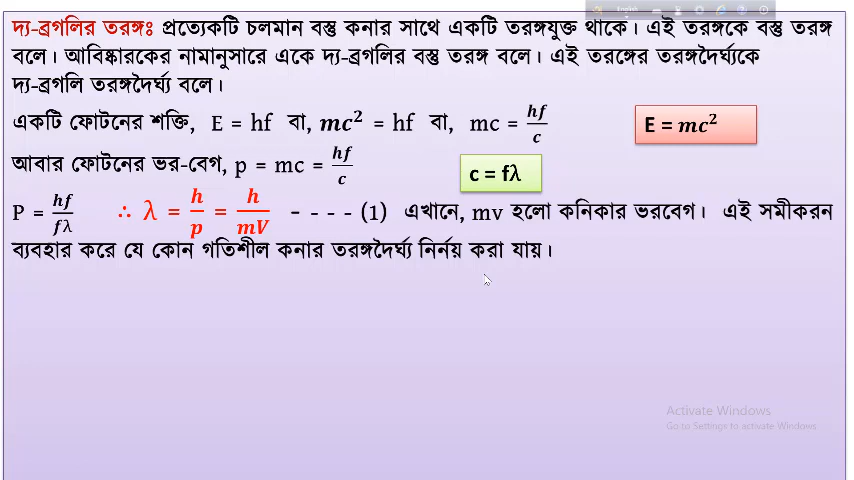 English
দ্য-ব্রগলির তরঙ্গঃ প্রত্যেকটি চলমান বস্তু কনার সাথে একটি তরঙ্গযুক্ত থাকে। এই তরঙ্গকে বস্তু তরঙ্গ
বলে। আবিষ্কারকের নামানুসারে একে দ্য-ব্রগলির বস্তু তরঙ্গ বলে। এই তরঙ্গের তরঙ্গদৈর্ঘ্যকে
দ্য-ব্রগলি তরঙ্গদৈর্ঘ্য বলে।
একটি ফোটনের শক্তি, E = hf বা, mc² = hf বা, mc = hf/c E = mc²
আবার ফোটনের ভর-বেগ, p = mc = hf/c c = fλ
P = hf/fλ ∴ λ = h/p = h/mV - - - - (1) এখানে, mv হলো কনিকার ভরবেগ। এই সমীকরন
ব্যবহার করে যে কোন গতিশীল কনার তরঙ্গদৈর্ঘ্য নির্নয় করা যায়।
Activate Windows
Go to Settings to activate Windows.